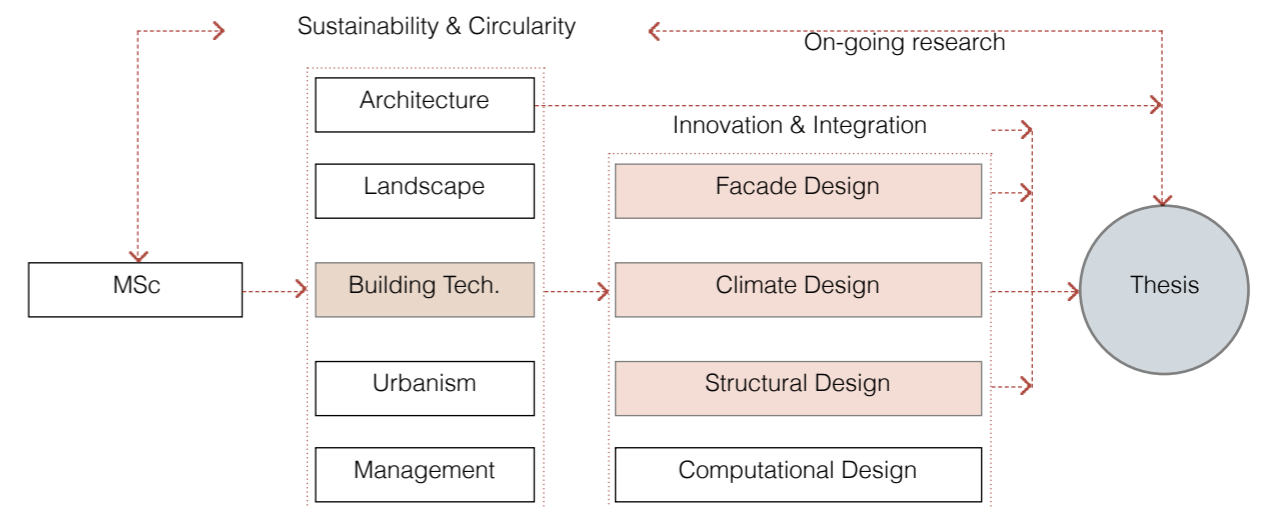 Sustainability & Circularity
On-going research
Architecture
Innovation & Integration
Landscape
Facade Design
MSc
Building Tech.
Climate Design
Thesis
Urbanism
Structural Design
Management
Computational Design